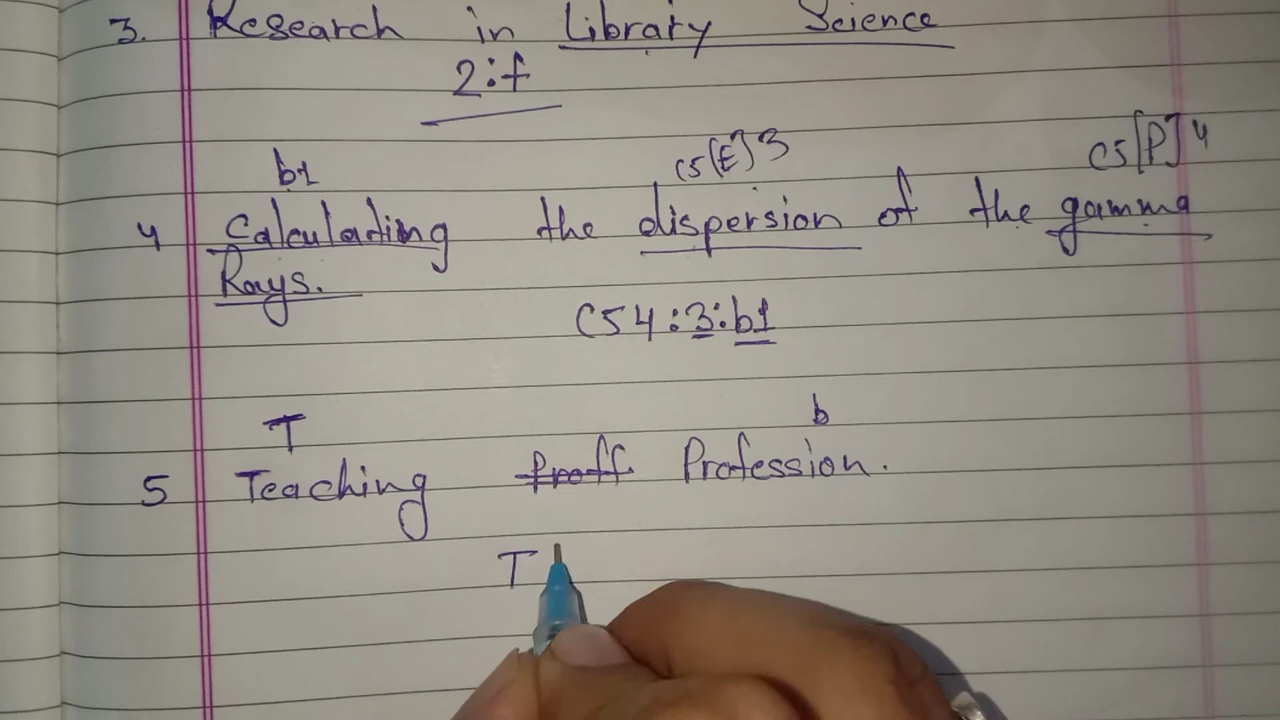 3. Research in Library Science
2:f
b1 C5[E]3 C5[P]4
4 Calculating the dispersion of the gamma
Rays.
C54:3:b1
T b
5 Teaching Proff. Profession.
T